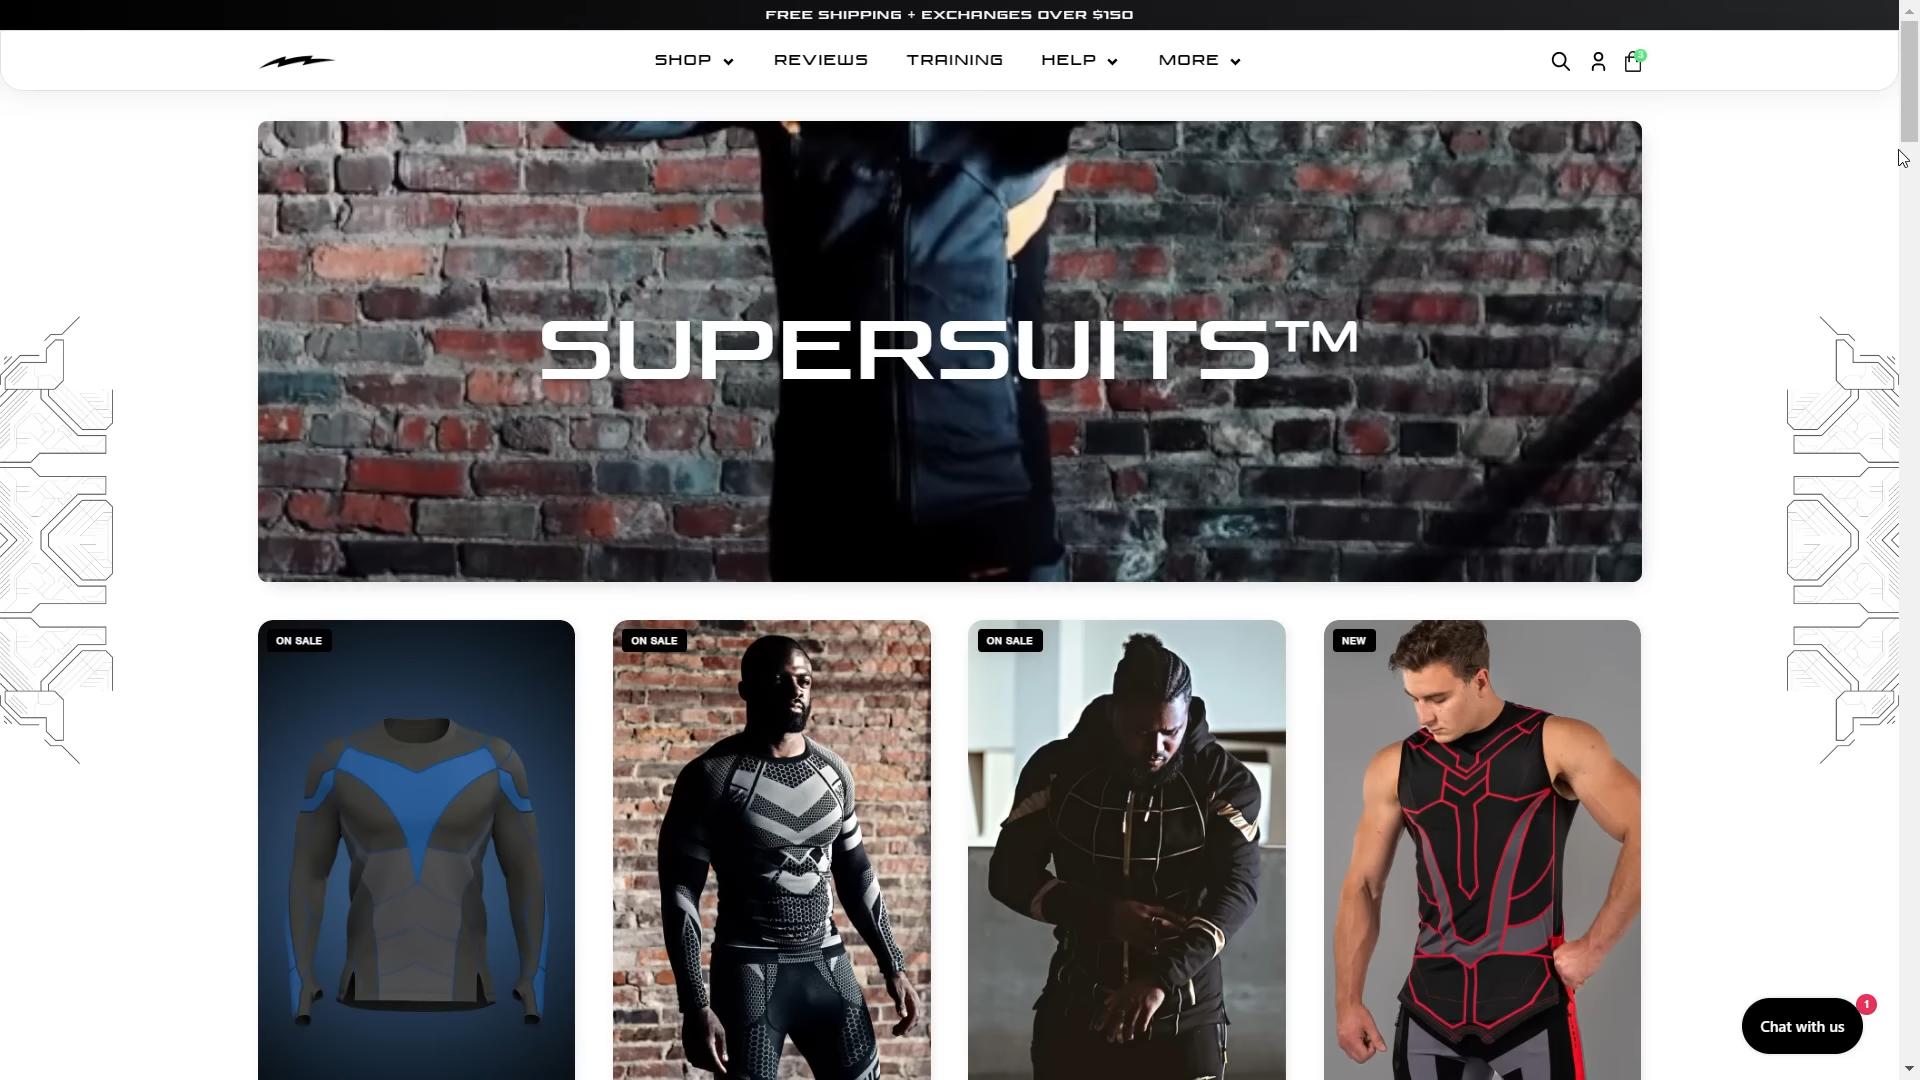 FREE SHIPPING + EXCHANGES OVER $150
SHOP
REVIEWS
TRAINING
HELP
MORE
3
SUPERSUITS™
ON SALE
ON SALE
ON SALE
NEW
Chat with us
1